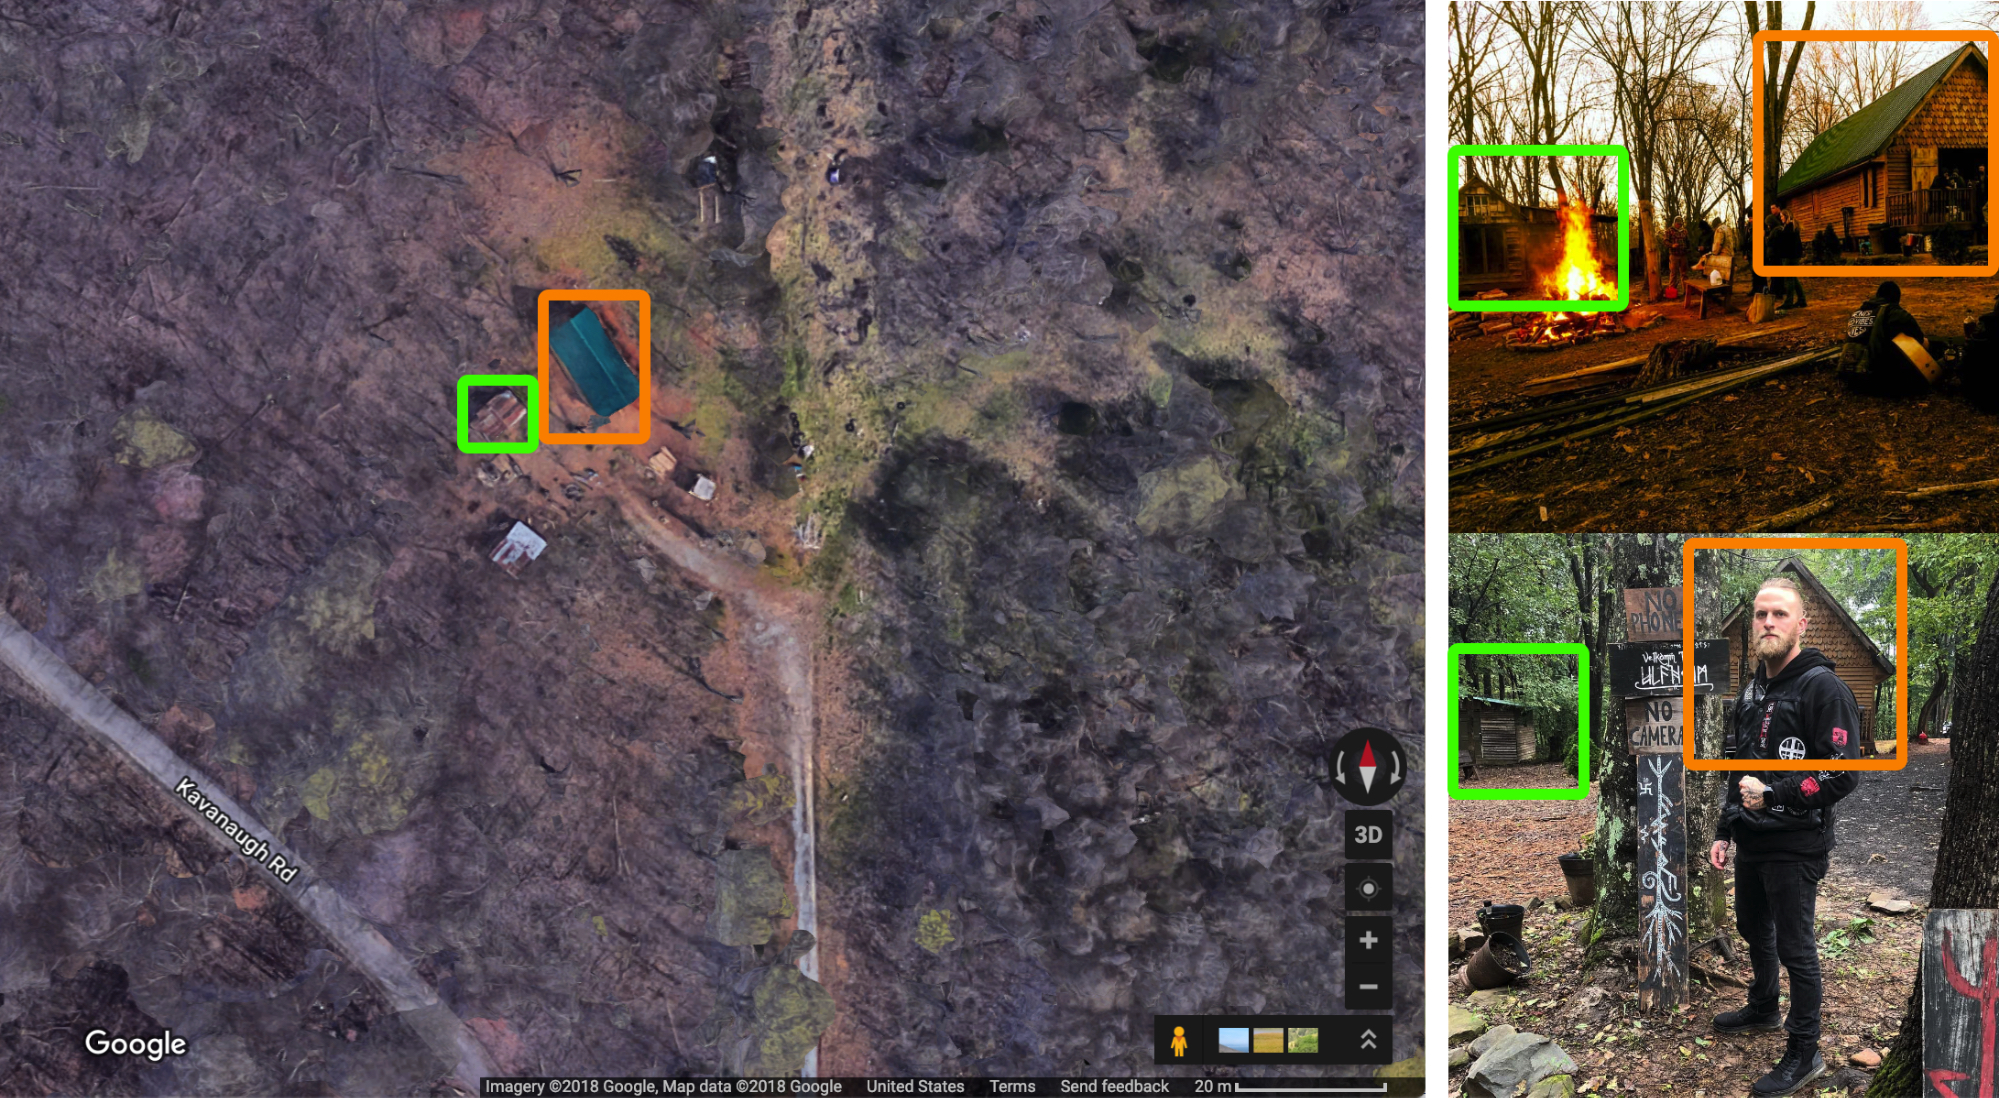 Kavanaugh Rd
Google
3D
Imagery ©2018 Google, Map data ©2018 Google
United States
Terms
Send feedback
20 m
NO
PHONE
NO
CAMERA